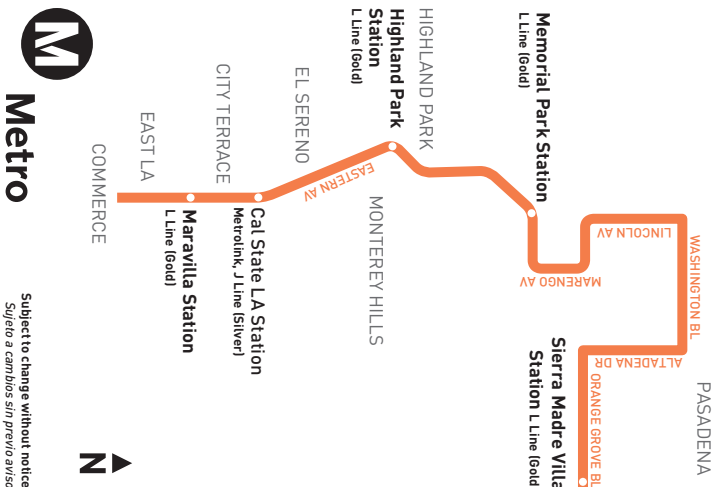 PASADENA
WASHINGTON BL
LINCOLN AV
ALTADENA DR
ORANGE GROVE BL
MARENGO AV
Sierra Madre Villa
Station L Line (Gold
Memorial Park Station
L Line (Gold)
HIGHLAND PARK
Highland Park
Station
L Line (Gold)
MONTEREY HILLS
EASTERN AV
EL SERENO
Cal State LA Station
Metrolink, J Line (Silver)
CITY TERRACE
Maravilla Station
L Line (Gold)
EAST LA
COMMERCE
N
M
Metro
Subject to change without notice
Sujeto a cambios sin previo aviso